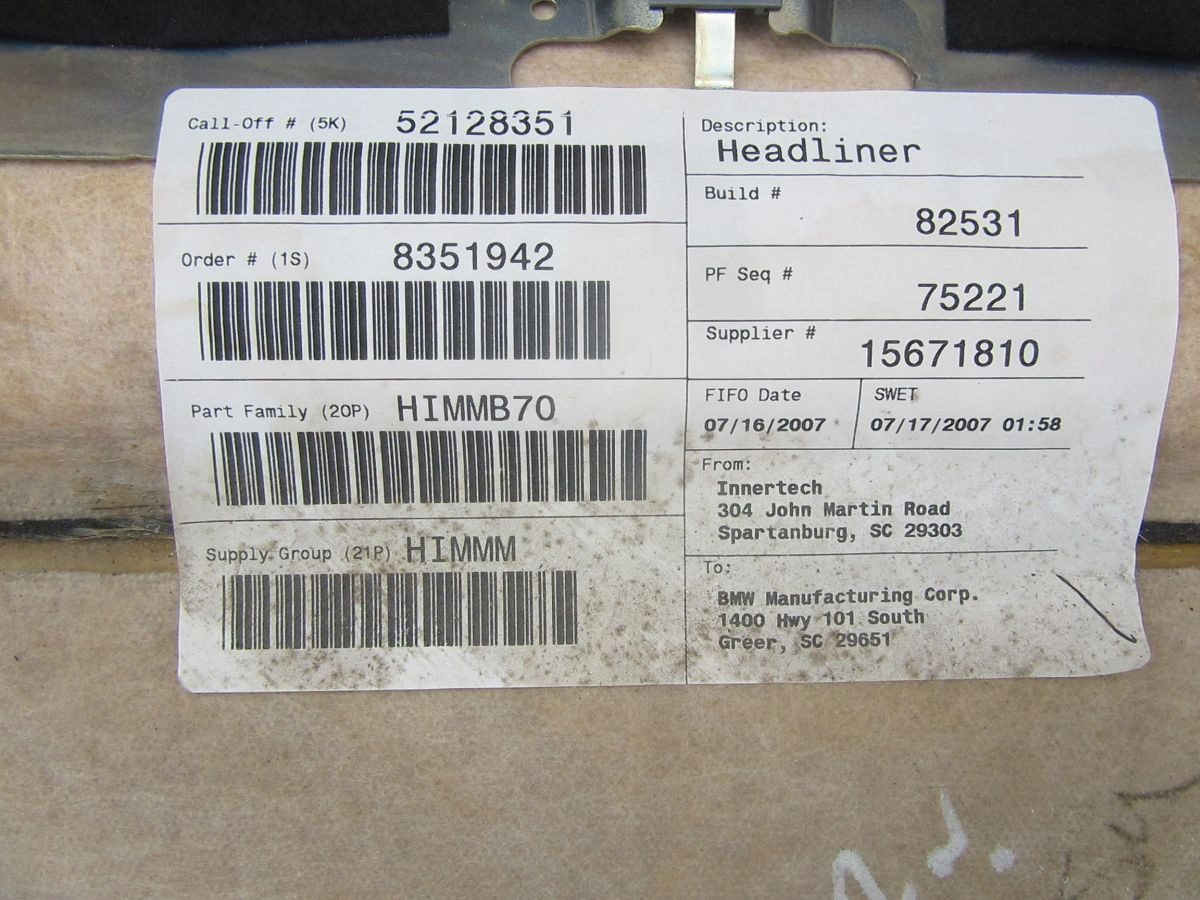 Call-Off # (5K) 52128351
Order # (1S) 8351942
Part Family (20P) HIMMB70
Supply Group (21P) HIMMM
Description:
Headliner
Build #
82531
PF Seq #
75221
Supplier #
15671810
FIFO Date
07/16/2007
SWET
07/17/2007 01:58
From:
Innertech
304 John Martin Road
Spartanburg, SC 29303
To:
BMW Manufacturing Corp.
1400 Hwy 101 South
Greer, SC 29651